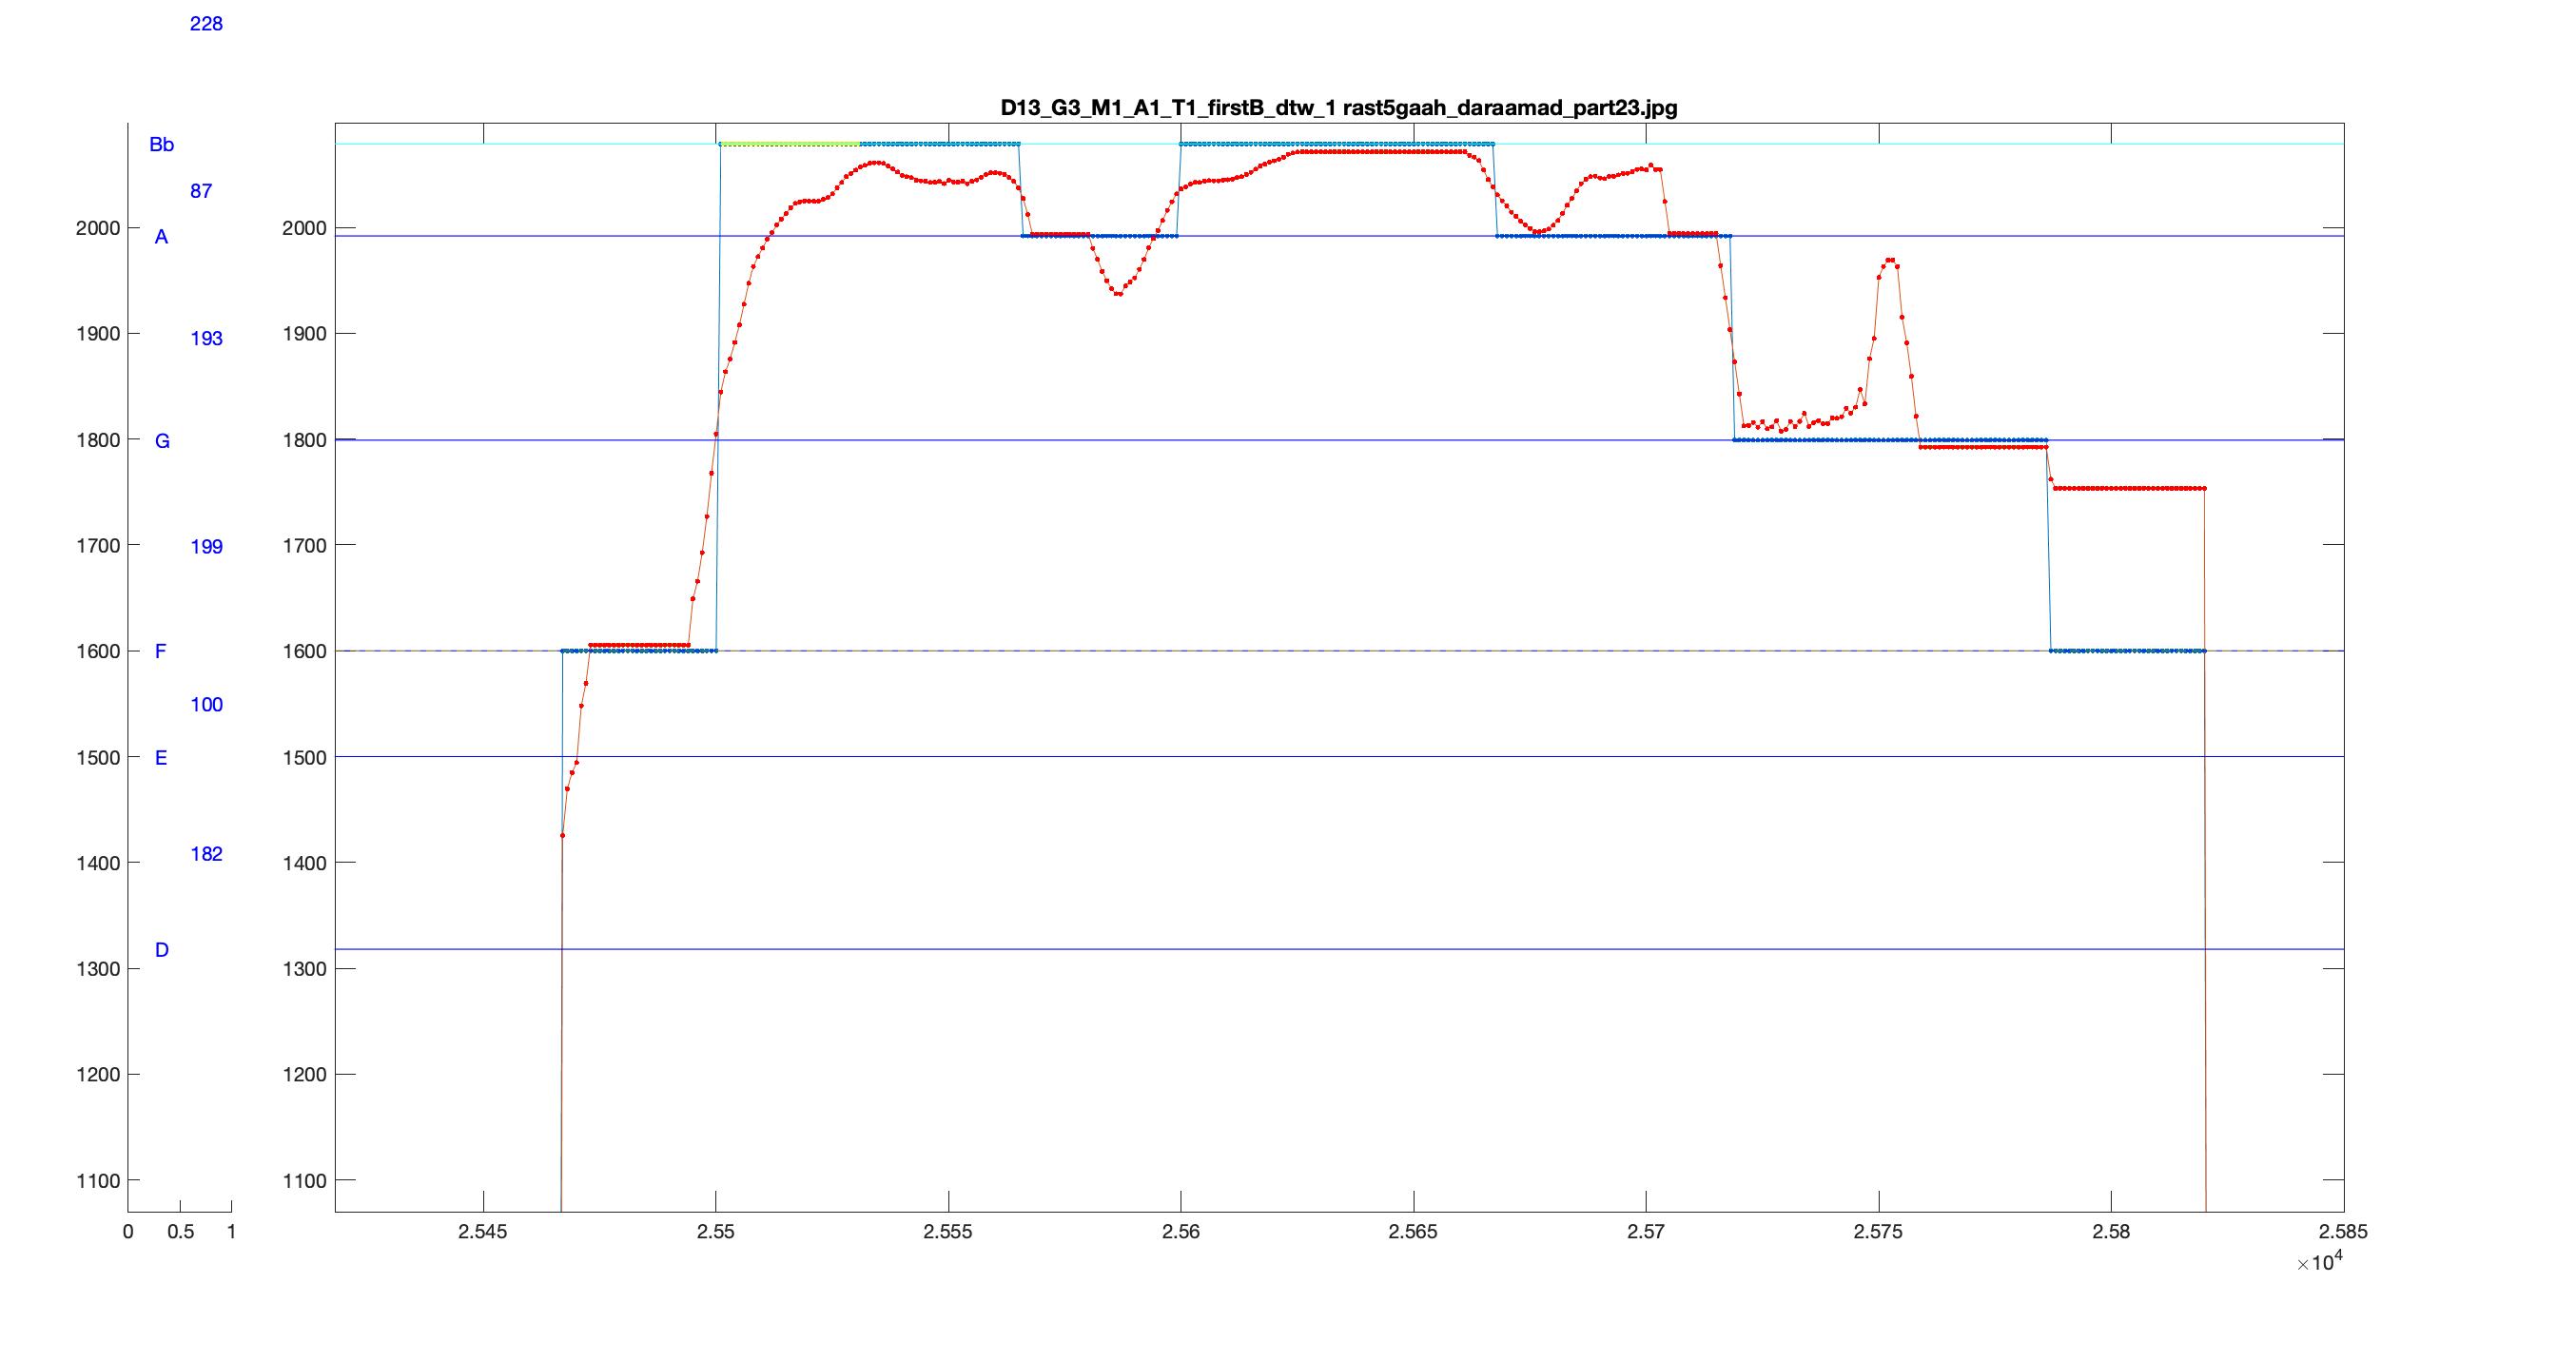 228
D13_G3_M1_A1_T1_firstB_dtw_1 rast5gaah_daraamad_part23.jpg
Bb
87
2000 A 2000
1900 193 1900
1800 G 1800
1700 199 1700
1600 F 1600
100
1500 E 1500
1400 182 1400
1300 D 1300
1200 1200
1100 1100
0 0.5 1 2.545 2.55 2.555 2.56 2.565 2.57 2.575 2.58 2.585
×10⁴